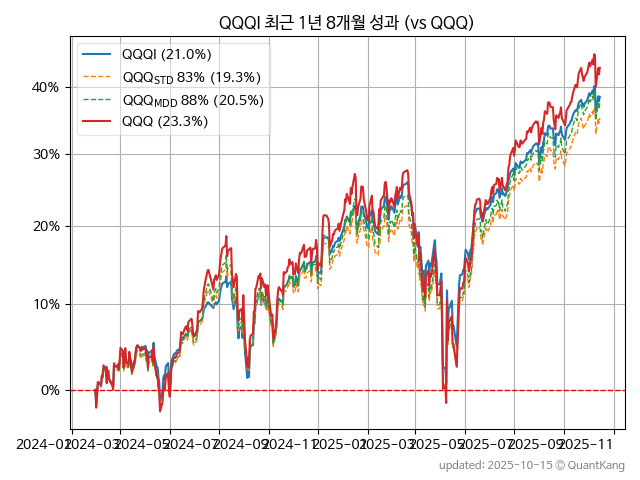 QQQI 최근 1년 8개월 성과 (vs QQQ)
QQQI (21.0%)
QQQSTD 83% (19.3%)
QQQMDD 88% (20.5%)
QQQ (23.3%)
40%
30%
20%
10%
0%
2024-01 2024-03 2024-05 2024-07 2024-09 2024-11 2025-01 2025-03 2025-05 2025-07 2025-09 2025-11
updated: 2025-10-15 © QuantKang